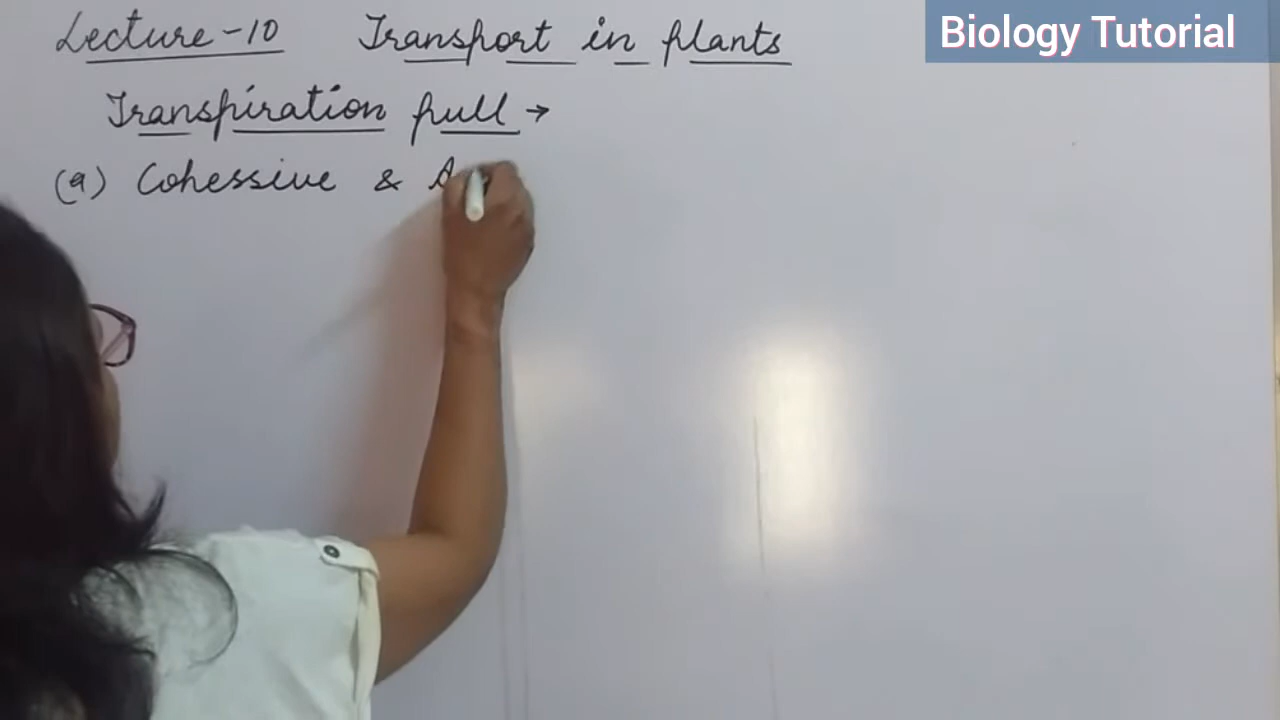 Lecture-10 Transport in plants
Biology Tutorial
Transpiration pull →
(a) Cohessive &